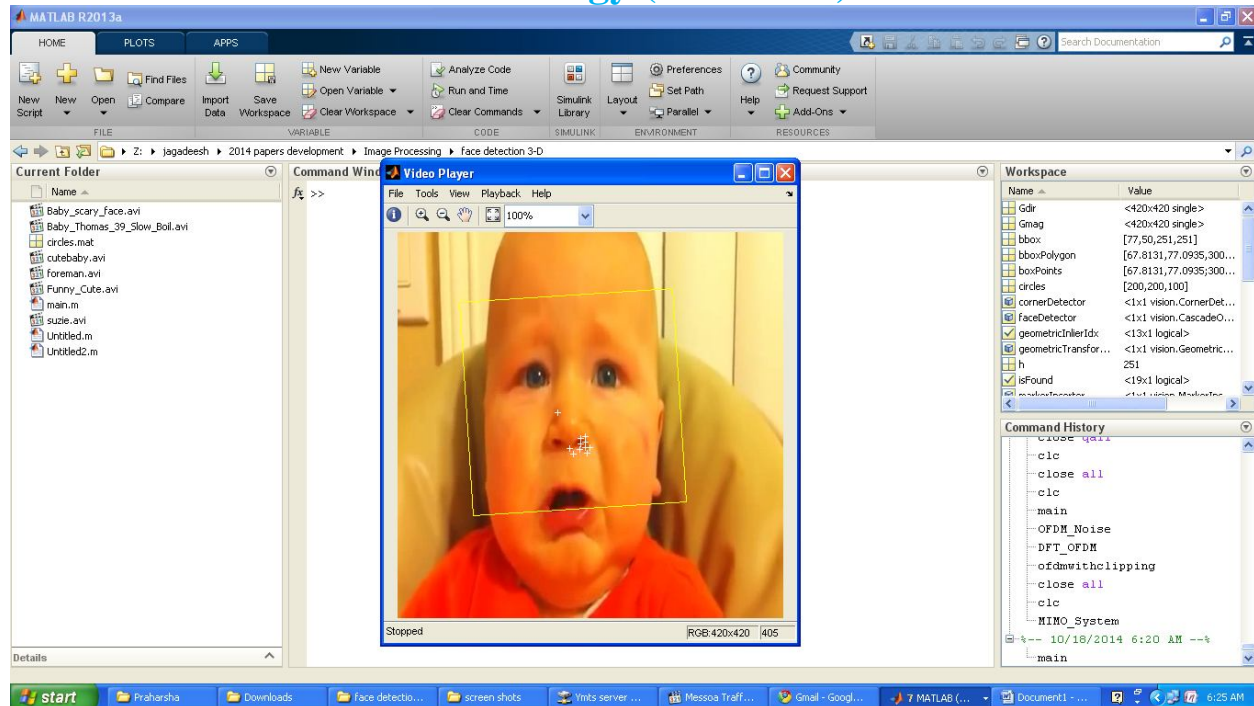 gy (
MATLAB R2013a
HOME PLOTS APPS
Search Documentation
New Script
New
Open
Find Files
Compare
Import Data
Save Workspace
New Variable
Open Variable
Clear Workspace
Analyze Code
Run and Time
Clear Commands
Simulink Library
Layout
Preferences
Set Path
Parallel
Help
Community
Request Support
Add-Ons
FILE VARIABLE CODE SIMULINK ENVIRONMENT RESOURCES
Z: jagadeesh 2014 papers development Image Processing face detection 3-D
Current Folder
Name
Baby_scary_face.avi
Baby_Thomas_39_Slow_Boil.avi
circles.mat
cutebaby.avi
foreman.avi
Funny_Cute.avi
main.m
suzie.avi
Untitled.m
Untitled2.m
Details
Command Wind
fx >>
Video Player
File Tools View Playback Help
100%
Stopped RGB:420x420 405
Workspace
Name Value
Gdir <420x420 single>
Gmag <420x420 single>
bbox [77,50,251,251]
bboxPolygon [67.8131,77.0935,300...
boxPoints [67.8131,77.0935,300...
circles [200,200,100]
cornerDetector <1x1 vision.CornerDet...
faceDetector <1x1 vision.CascadeO...
geometricInlierIdx <13x1 logical>
geometricTransfor... <1x1 vision.Geometric...
h 251
isFound <19x1 logical>
markerInserter <1x1 vision.MarkerIns
Command History
close qall
clc
close all
clc
main
OFDM_Noise
DFT_OFDM
ofdmwithclipping
close all
clc
MIMO_System
%-- 10/18/2014 6:20 AM --%
main
start Praharsha Downloads face detectio... screen shots Ymts server ... Messoa Traff... Gmail - Googl... 7 MATLAB (... Document1 - ... 6:25 AM